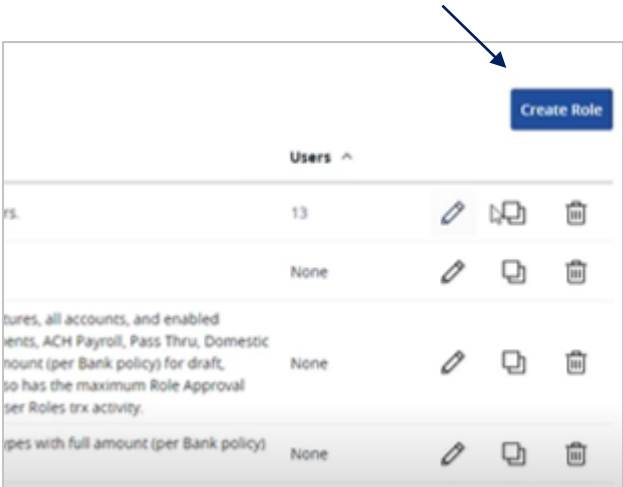 Create Role
Users
rs.
13
None
tures, all accounts, and enabled
ients, ACH Payroll, Pass Thru, Domestic
nount (per Bank policy) for draft,
so has the maximum Role Approval
ser Roles trx activity.
None
ypes with full amount (per Bank policy)
None